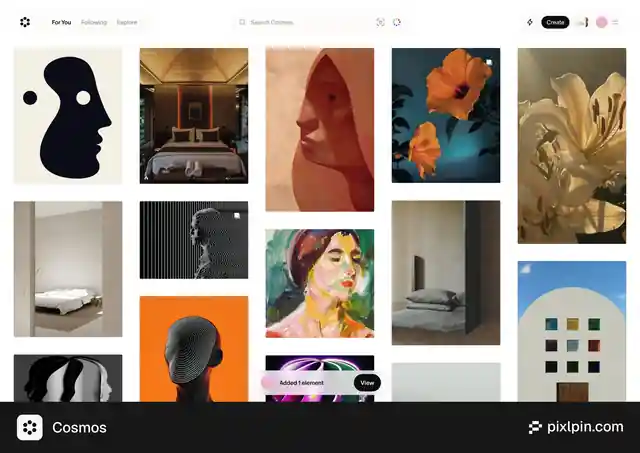 For You Following Explore Search Cosmos Create
Added 1 element View
Cosmos pixlpin.com